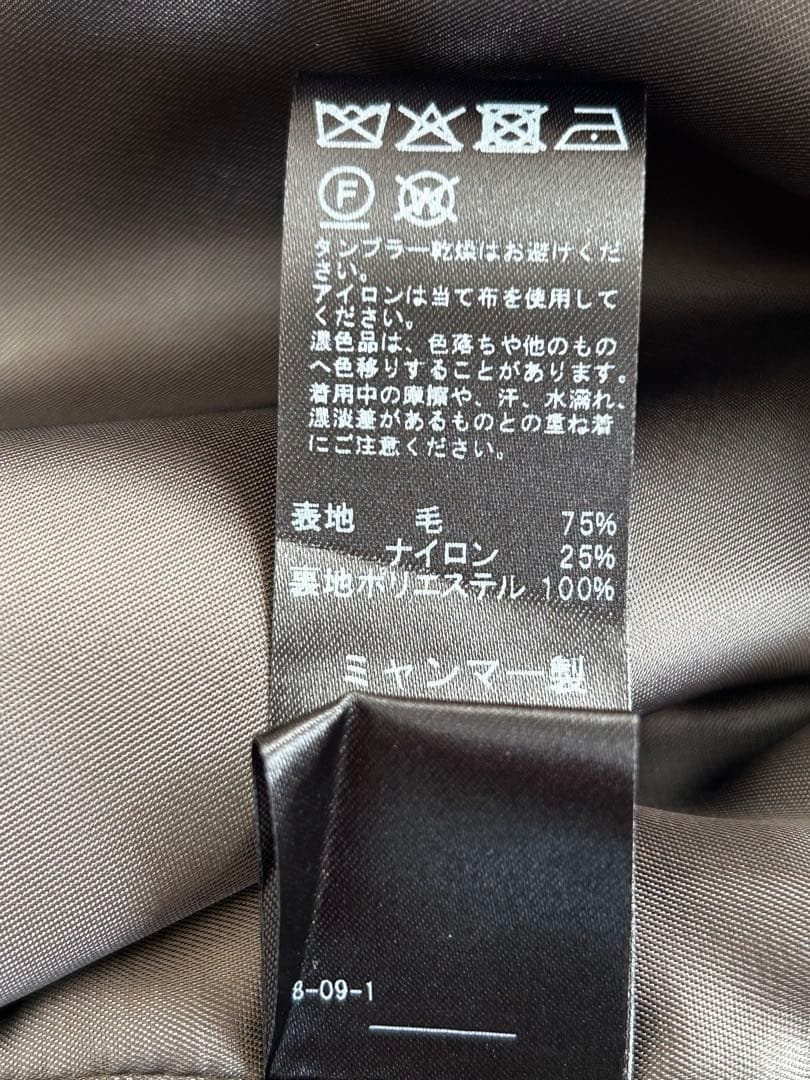 F W
タンブラー乾燥はお避けくだ
さい。
アイロンは当て布を使用して
ください。
濃色品は、色落ちや他のもの
へ色移りすることがあります。
着用中の摩擦や、汗、水濡れ、
濃淡差があるものとの重ね着
にご注意ください。
表地 毛 75%
ナイロン 25%
裏地ポリエステル 100%
ミャンマー製
8-09-1